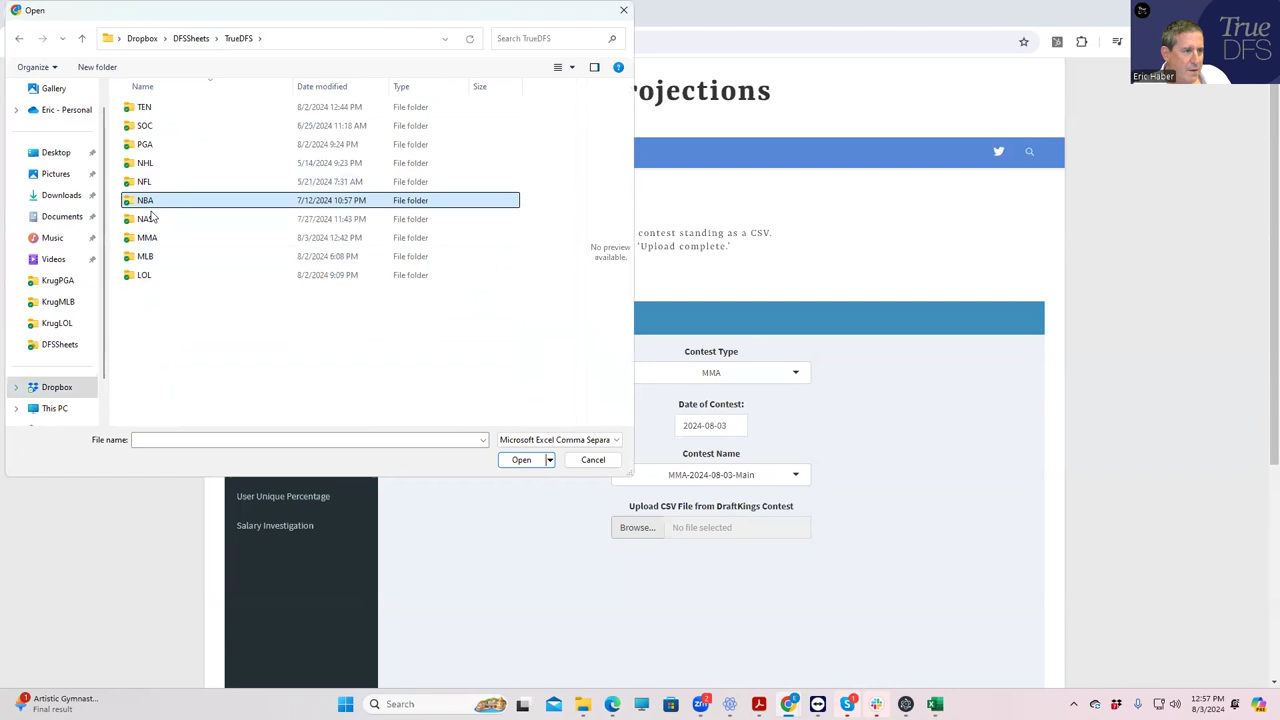 Open
Dropbox > DFSSheets > TrueDFS >
Search TrueDFS
Organize
New folder
Name
Date modified
Type
Size
Gallery
Eric - Personal
Desktop
Pictures
Downloads
Documents
Music
Videos
KrugPGA
KrugMLB
KrugLOL
DFSSheets
Dropbox
This PC
TEN 8/2/2024 12:44 PM File folder
SOC 6/25/2024 11:18 AM File folder
PGA 8/2/2024 9:24 PM File folder
NHL 5/14/2024 9:23 PM File folder
NFL 5/21/2024 7:31 AM File folder
NBA 7/12/2024 10:57 PM File folder
NAS 7/27/2024 11:43 PM File folder
MMA 8/3/2024 12:42 PM File folder
MLB 8/2/2024 6:08 PM File folder
LOL 8/2/2024 9:09 PM File folder
No preview
available.
File name:
Microsoft Excel Comma Separa
Open
Cancel
rojections
contest standing as a CSV.
'Upload complete.'
Contest Type
MMA
Date of Contest:
2024-08-03
Contest Name
MMA-2024-08-03-Main
Upload CSV File from DraftKings Contest
Browse...
No file selected
User Unique Percentage
Salary Investigation
True
DFS
Eric Haber
1
Artistic Gymnast...
Final result
Search
2
1
12:57 PM
8/3/2024